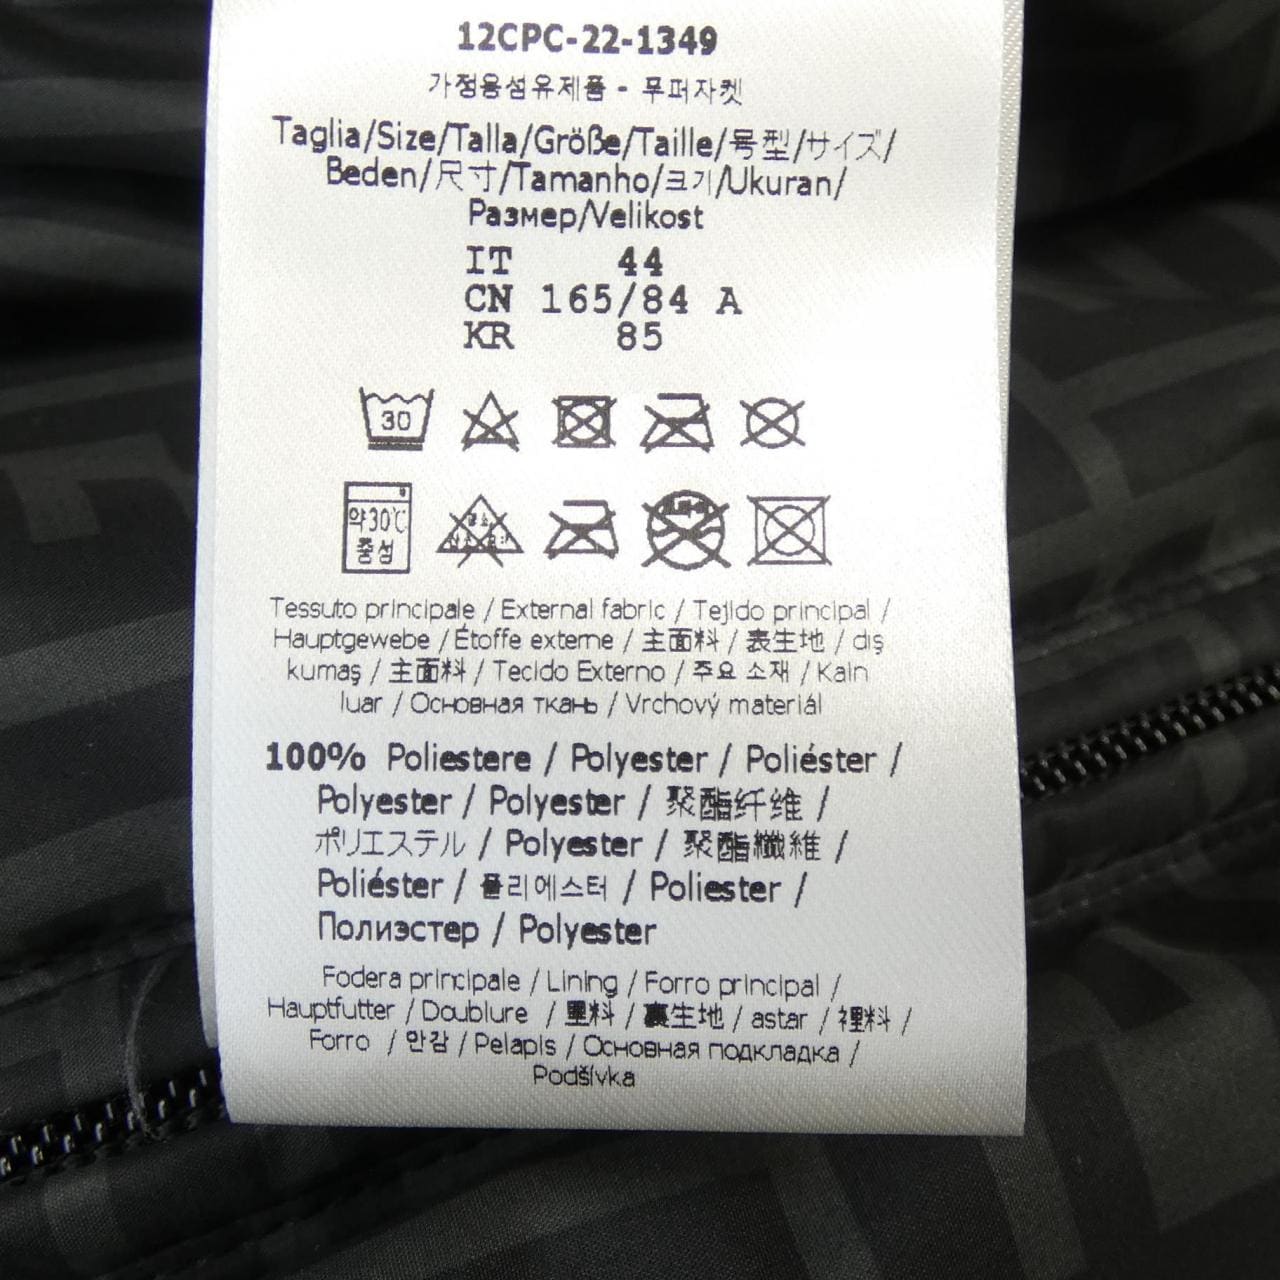 12CPC-22-1349
가정용섬유제품 - 푸퍼자켓
Taglia/Size/Talla/Größe/Taille/号型/サイズ/
Beden/尺寸/Tamanho/크기/Ukuran/
Размер/Velikost
IT 44
CN 165/84 A
KR 85
30
약30℃
중성
Tessuto principale / External fabric / Tejido principal /
Hauptgewebe / Étoffe externe / 主面料 / 表生地 / dış
kumaş / 主面料 / Tecido Externo / 주요 소재 / Kain
luar / Основная ткань / Vrchový materiál
100% Poliestere / Polyester / Poliéster /
Polyester / Polyester / 聚酯纤维 /
ポリエステル / Polyester / 聚酯纖維 /
Poliéster / 폴리에스터 / Poliester /
Полиэстер / Polyester
Fodera principale / Lining / Forro principal /
Hauptfutter / Doublure / 里料 / 裏生地 / astar / 裡料 /
Forro / 안감 / Pelapis / Основная подкладка /
Podšívka